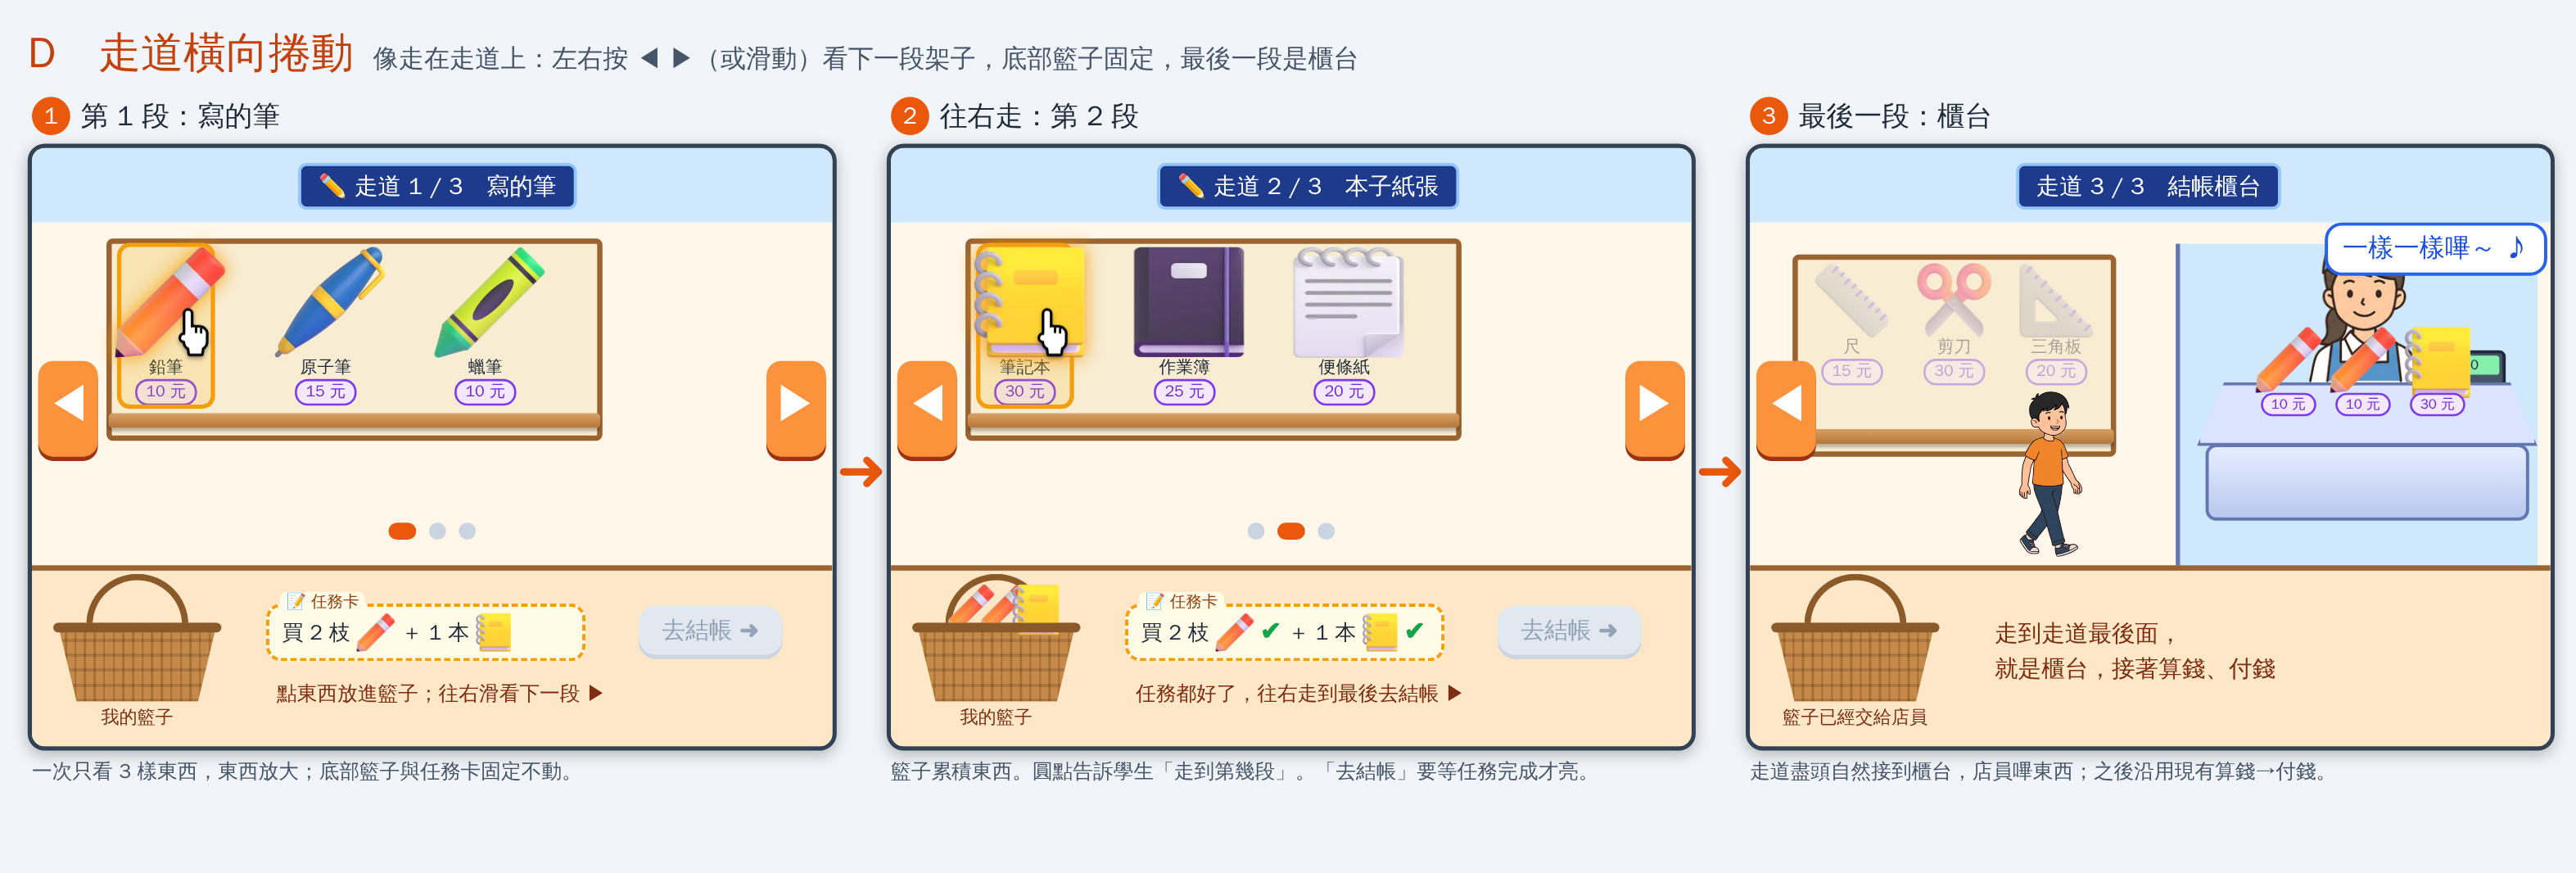 D 走道橫向捲動 像走在走道上：左右按 ◀ ▶（或滑動）看下一段架子，底部籃子固定，最後一段是櫃台
1 第 1 段：寫的筆
走道 1 / 3 寫的筆
鉛筆 原子筆 蠟筆
10 元 15 元 10 元
📝 任務卡
買 2 枝 + 1 本
去結帳 ➜
點東西放進籃子；往右滑看下一段 ▶
我的籃子
一次只看 3 樣東西，東西放大；底部籃子與任務卡固定不動。
2 往右走：第 2 段
走道 2 / 3 本子紙張
筆記本 作業簿 便條紙
30 元 25 元 20 元
📝 任務卡
買 2 枝 ✔ + 1 本 ✔
去結帳 ➜
任務都好了，往右走到最後去結帳 ▶
我的籃子
籃子累積東西。圓點告訴學生「走到第幾段」。「去結帳」要等任務完成才亮。
3 最後一段：櫃台
走道 3 / 3 結帳櫃台
一樣一樣嗶～ ♪
尺 剪刀 三角板
15 元 30 元 20 元
0
10 元 10 元 30 元
走到走道最後面，
就是櫃台，接著算錢、付錢
籃子已經交給店員
走道盡頭自然接到櫃台，店員嗶東西；之後沿用現有算錢→付錢。